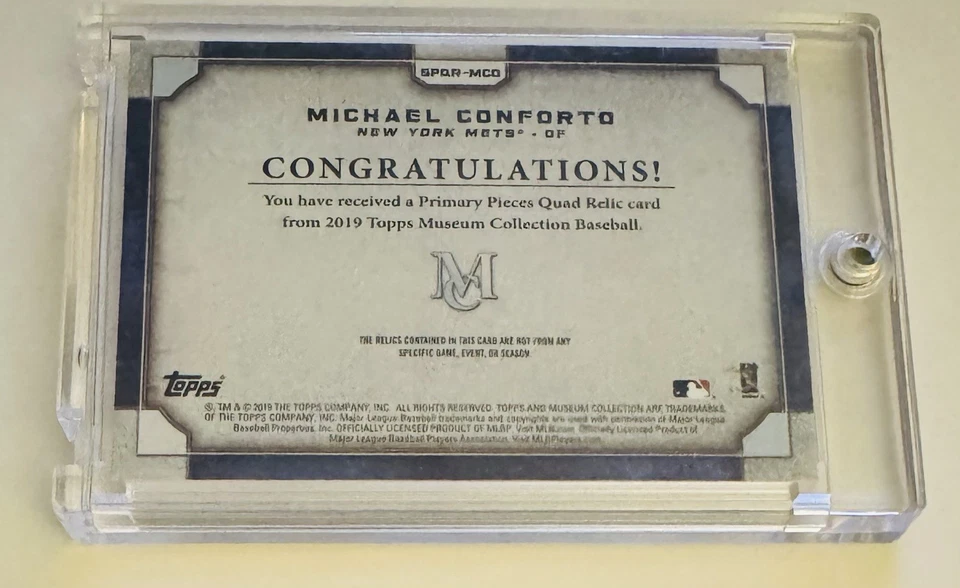 SPQR-MCO
MICHAEL CONFORTO
NEW YORK METS® - OF
CONGRATULATIONS!
You have received a Primary Pieces Quad Relic card
from 2019 Topps Museum Collection Baseball.
MC
THE RELICS CONTAINED IN THIS CARD ARE NOT FROM ANY
SPECIFIC GAME, EVENT, OR SEASON.
Topps®
®, TM & © 2019 THE TOPPS COMPANY, INC. ALL RIGHTS RESERVED. TOPPS AND MUSEUM COLLECTION ARE TRADEMARKS
OF THE TOPPS COMPANY, INC. Major League Baseball trademarks and copyrights are used with permission of Major League
Baseball Properties, Inc. OFFICIALLY LICENSED PRODUCT OF MLBP. Visit MLB.com. Officially Licensed Product of
Major League Baseball Players Association. Visit MLBPlayers.com